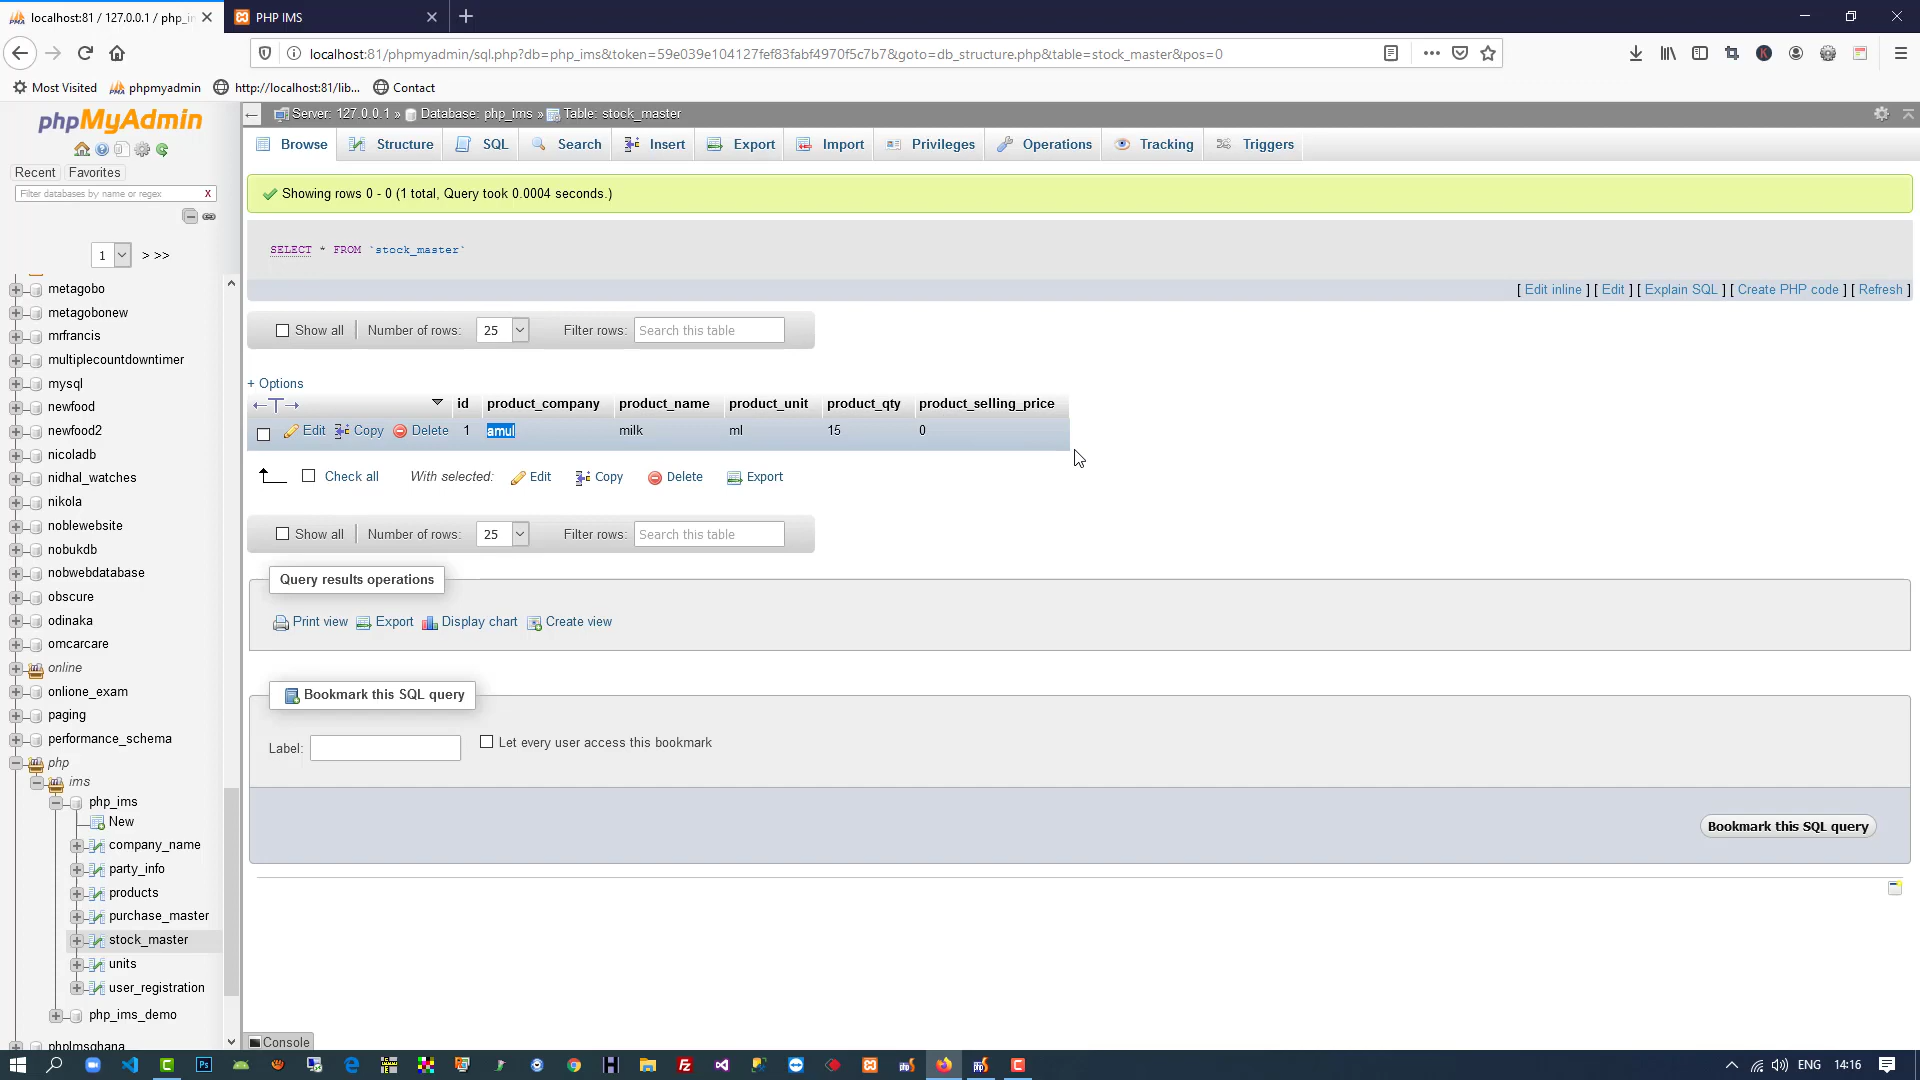 localhost:81 / 127.0.0.1 / php_in
PHP IMS
localhost:81/phpmyadmin/sql.php?db=php_ims&token=59e039e104127fef83fabf4970f5c7b7&goto=db_structure.php&table=stock_master&pos=0
Most Visited
phpmyadmin
http://localhost:81/lib...
Contact
phpMyAdmin
Server: 127.0.0.1 » Database: php_ims » Table: stock_master
Browse
Structure
SQL
Search
Insert
Export
Import
Privileges
Operations
Tracking
Triggers
Recent
Favorites
Filter databases by name or regex
X
1
> >>
metagobo
metagobonew
mrfrancis
multiplecountdowntimer
mysql
newfood
newfood2
nicoladb
nidhal_watches
nikola
noblewebsite
nobukdb
nobwebdatabase
obscure
odinaka
omcarcare
online
onlione_exam
paging
performance_schema
php
ims
php_ims
New
company_name
party_info
products
purchase_master
stock_master
units
user_registration
php_ims_demo
phplmsghana
Showing rows 0 - 0 (1 total, Query took 0.0004 seconds.)
SELECT * FROM `stock_master`
[ Edit inline ] [ Edit ] [ Explain SQL ] [ Create PHP code ] [ Refresh ]
Show all
Number of rows: 25
Filter rows: Search this table
+ Options
←T→ id product_company product_name product_unit product_qty product_selling_price
Edit Copy Delete 1 amul milk ml 15 0
Check all With selected: Edit Copy Delete Export
Show all
Number of rows: 25
Filter rows: Search this table
Query results operations
Print view Export Display chart Create view
Bookmark this SQL query
Label:
Let every user access this bookmark
Bookmark this SQL query
Console
ENG
14:16